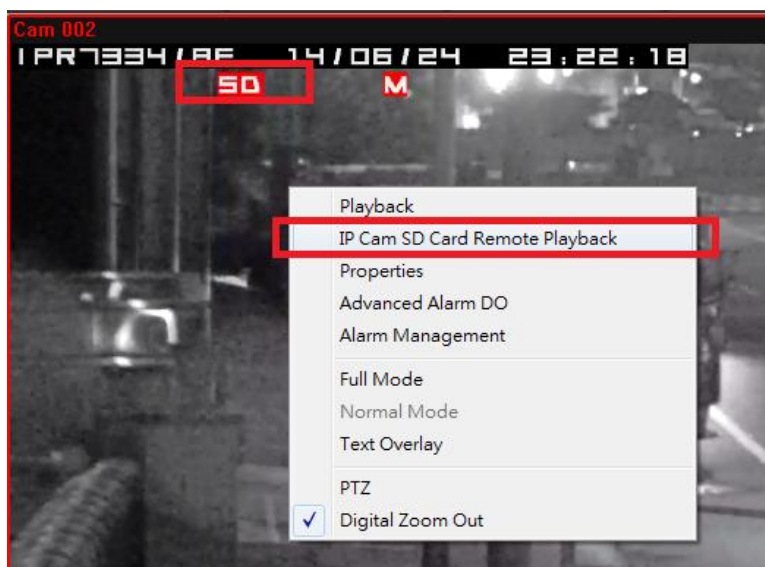 Cam 002
IPR7334/AE 14/06/24 23:22:18
SD M
Playback
IP Cam SD Card Remote Playback
Properties
Advanced Alarm DO
Alarm Management
Full Mode
Normal Mode
Text Overlay
PTZ
Digital Zoom Out